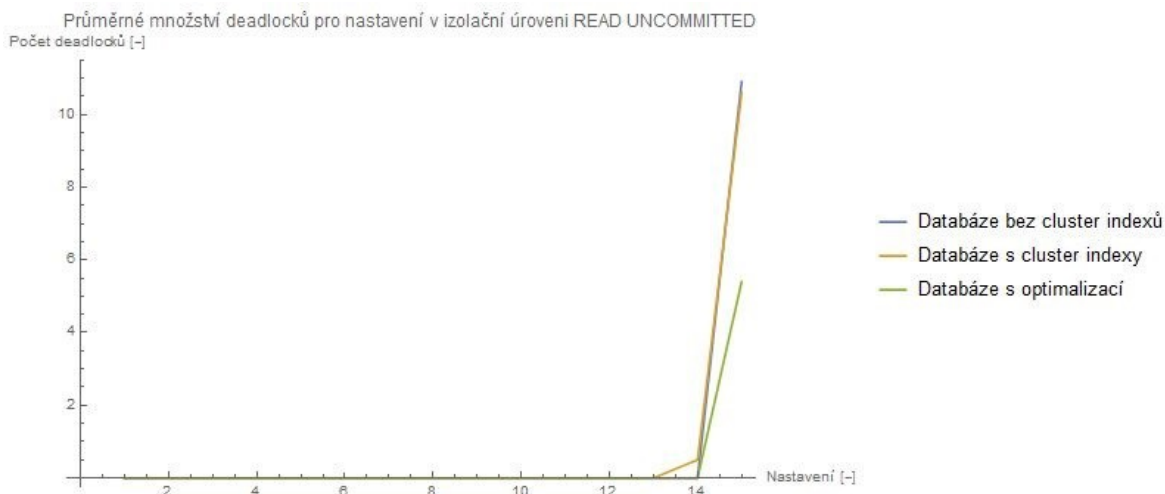 Průměrné množství deadlocků pro nastavení v izolační úroveni READ UNCOMMITTED
Počet deadlocků [–]
10
8
6
4
2
2 4 6 8 10 12 14
Nastavení [–]
Databáze bez cluster indexů
Databáze s cluster indexy
Databáze s optimalizací